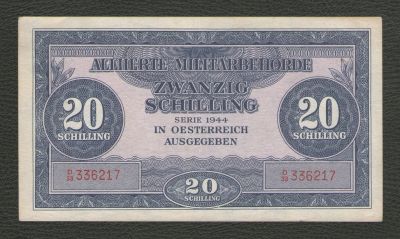 ALLIIERTE MILITÄRBEHÖRDE
ZWANZIG
SCHILLING
20
SCHILLING
20
SCHILLING
SERIE 1944
IN OESTERREICH
AUSGEGEBEN
336217
336217
20
SCHILLING